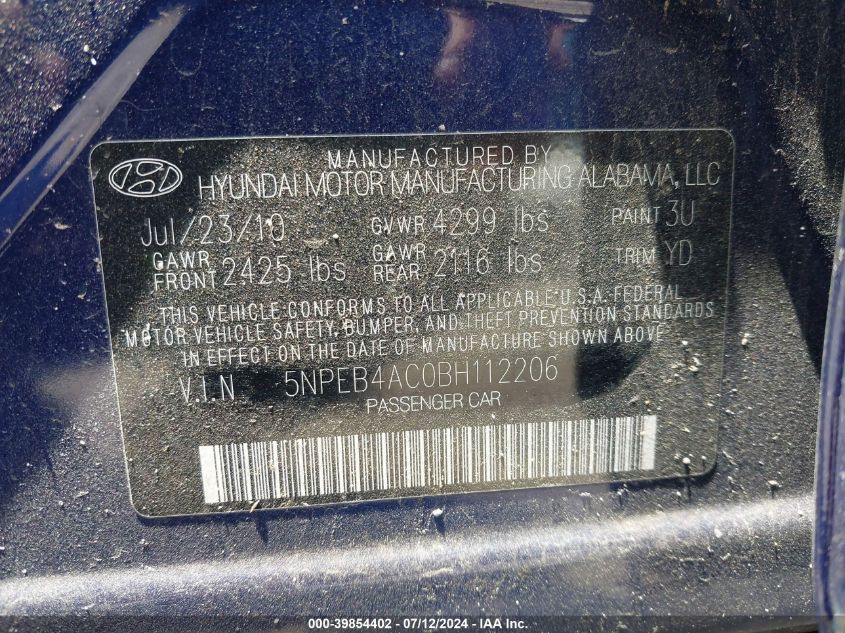 MANUFACTURED BY
HYUNDAI MOTOR MANUFACTURING ALABAMA, LLC
Jul/23/10 GVWR 4299 lbs PAINT 3U
GAWR FRONT 2425 lbs GAWR REAR 2116 lbs TRIM YD
THIS VEHICLE CONFORMS TO ALL APPLICABLE U.S.A. FEDERAL
MOTOR VEHICLE SAFETY, BUMPER, AND THEFT PREVENTION STANDARDS
IN EFFECT ON THE DATE OF MANUFACTURE SHOWN ABOVE.
V.I.N 5NPEB4AC0BH112206
PASSENGER CAR
000-39854402 - 07/12/2024 - IAA Inc.